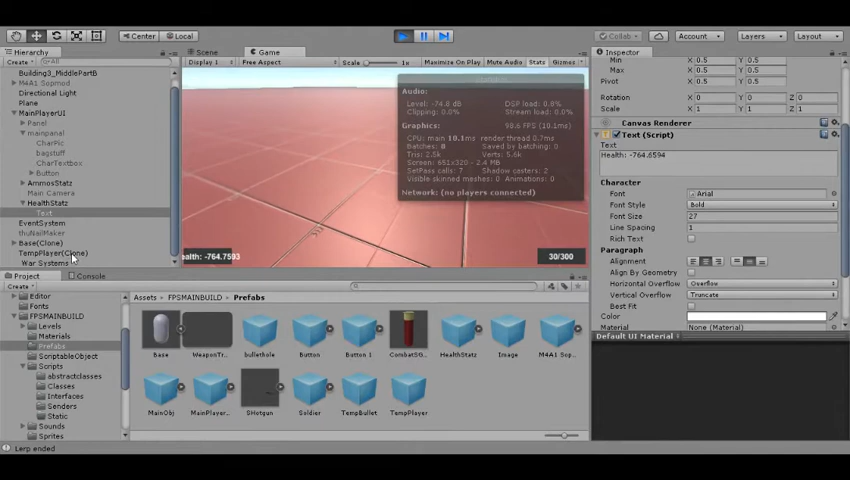 Center
Local
Collab
Account
Layers
Layout
Hierarchy
Create
All
Building3_MiddlePartB
M4A1 Sopmod
Directional Light
Plane
MainPlayerUI
Panel
mainpanel
CharPic
bagstuff
CharTextbox
Button
AmmosStatz
Main Camera
HealthStatz
Text
EventSystem
thuNailMaker
Base(Clone)
TempPlayer(Clone)
War Systems
Scene
Game
Display 1
Free Aspect
Scale
1x
Maximize On Play
Mute Audio
Stats
Gizmos
Statistics
Audio:
Level: -74.8 dB
DSP load: 0.8%
Clipping: 0.0%
Stream load: 0.0%
Graphics:
98.6 FPS (10.1ms)
CPU: main 10.1ms render thread 0.7ms
Batches: 8
Saved by batching: 0
Tris: 2.5k
Verts: 5.6k
Screen: 651x320 - 2.4 MB
SetPass calls: 7
Shadow casters: 2
Visible skinned meshes: 0 Animations: 0
Network: (no players connected)
ealth: -764.7593
30/300
Inspector
Min
X 0.5
Y 0.5
Max
X 0.5
Y 0.5
Pivot
X 0.5
Y 0.5
Rotation
X 0
Y 0
Z 0
Scale
X 1
Y 1
Z 1
Canvas Renderer
Text (Script)
Text
Health: -764.6594
Character
Font
Arial
Font Style
Bold
Font Size
27
Line Spacing
1
Rich Text
Paragraph
Alignment
Align By Geometry
Horizontal Overflow
Overflow
Vertical Overflow
Truncate
Best Fit
Color
Material
None (Material)
Default UI Material
Project
Console
Create
Editor
Fonts
FPSMAINBUILD
Levels
Materials
Prefabs
ScriptableObject
Scripts
abstractclasses
Classes
Interfaces
Senders
Static
Sounds
Sprites
Assets
FPSMAINBUILD
Prefabs
Base
WeaponTr...
bullethole
Button
Button 1
CombatSG...
HealthStatz
Image
M4A1 Sop...
MainObj
MainPlayer...
SHotgun
Soldier
TempBullet
TempPlayer
Lerp ended